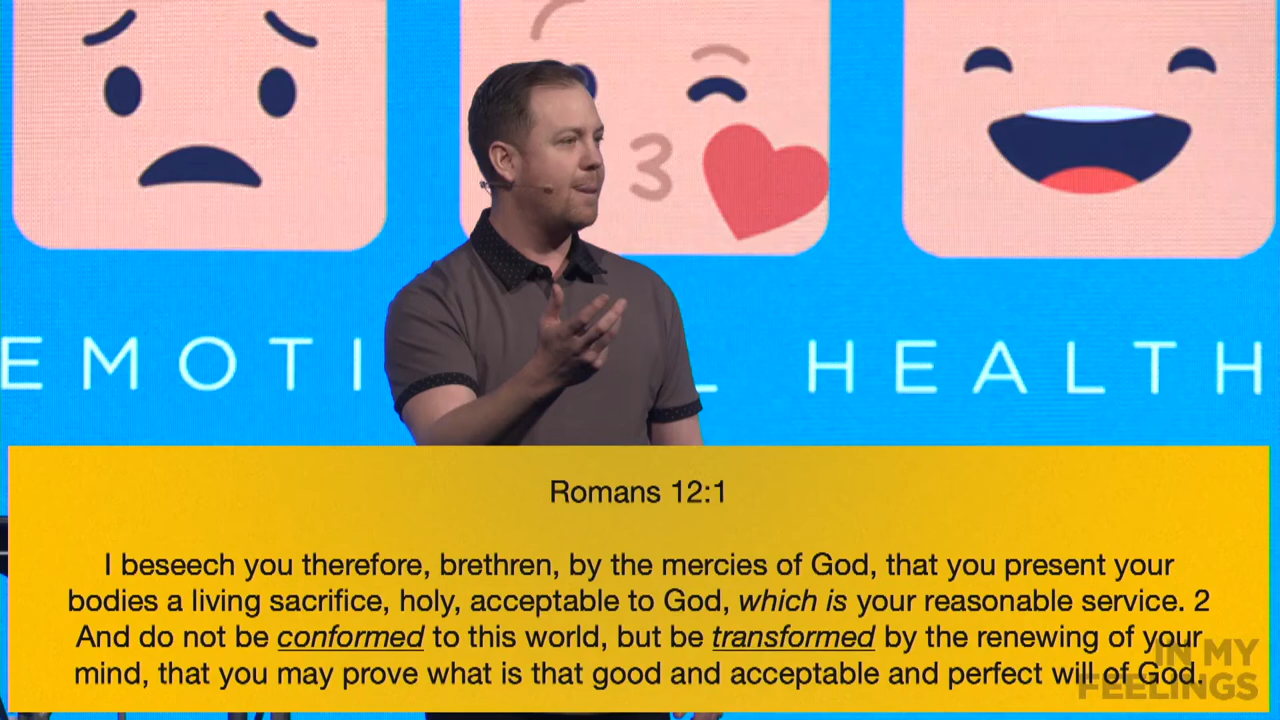 EMOTI L HEALTH
Romans 12:1
I beseech you therefore, brethren, by the mercies of God, that you present your
bodies a living sacrifice, holy, acceptable to God, which is your reasonable service. 2
And do not be conformed to this world, but be transformed by the renewing of your
mind, that you may prove what is that good and acceptable and perfect will of God.
IN MY
FEELINGS